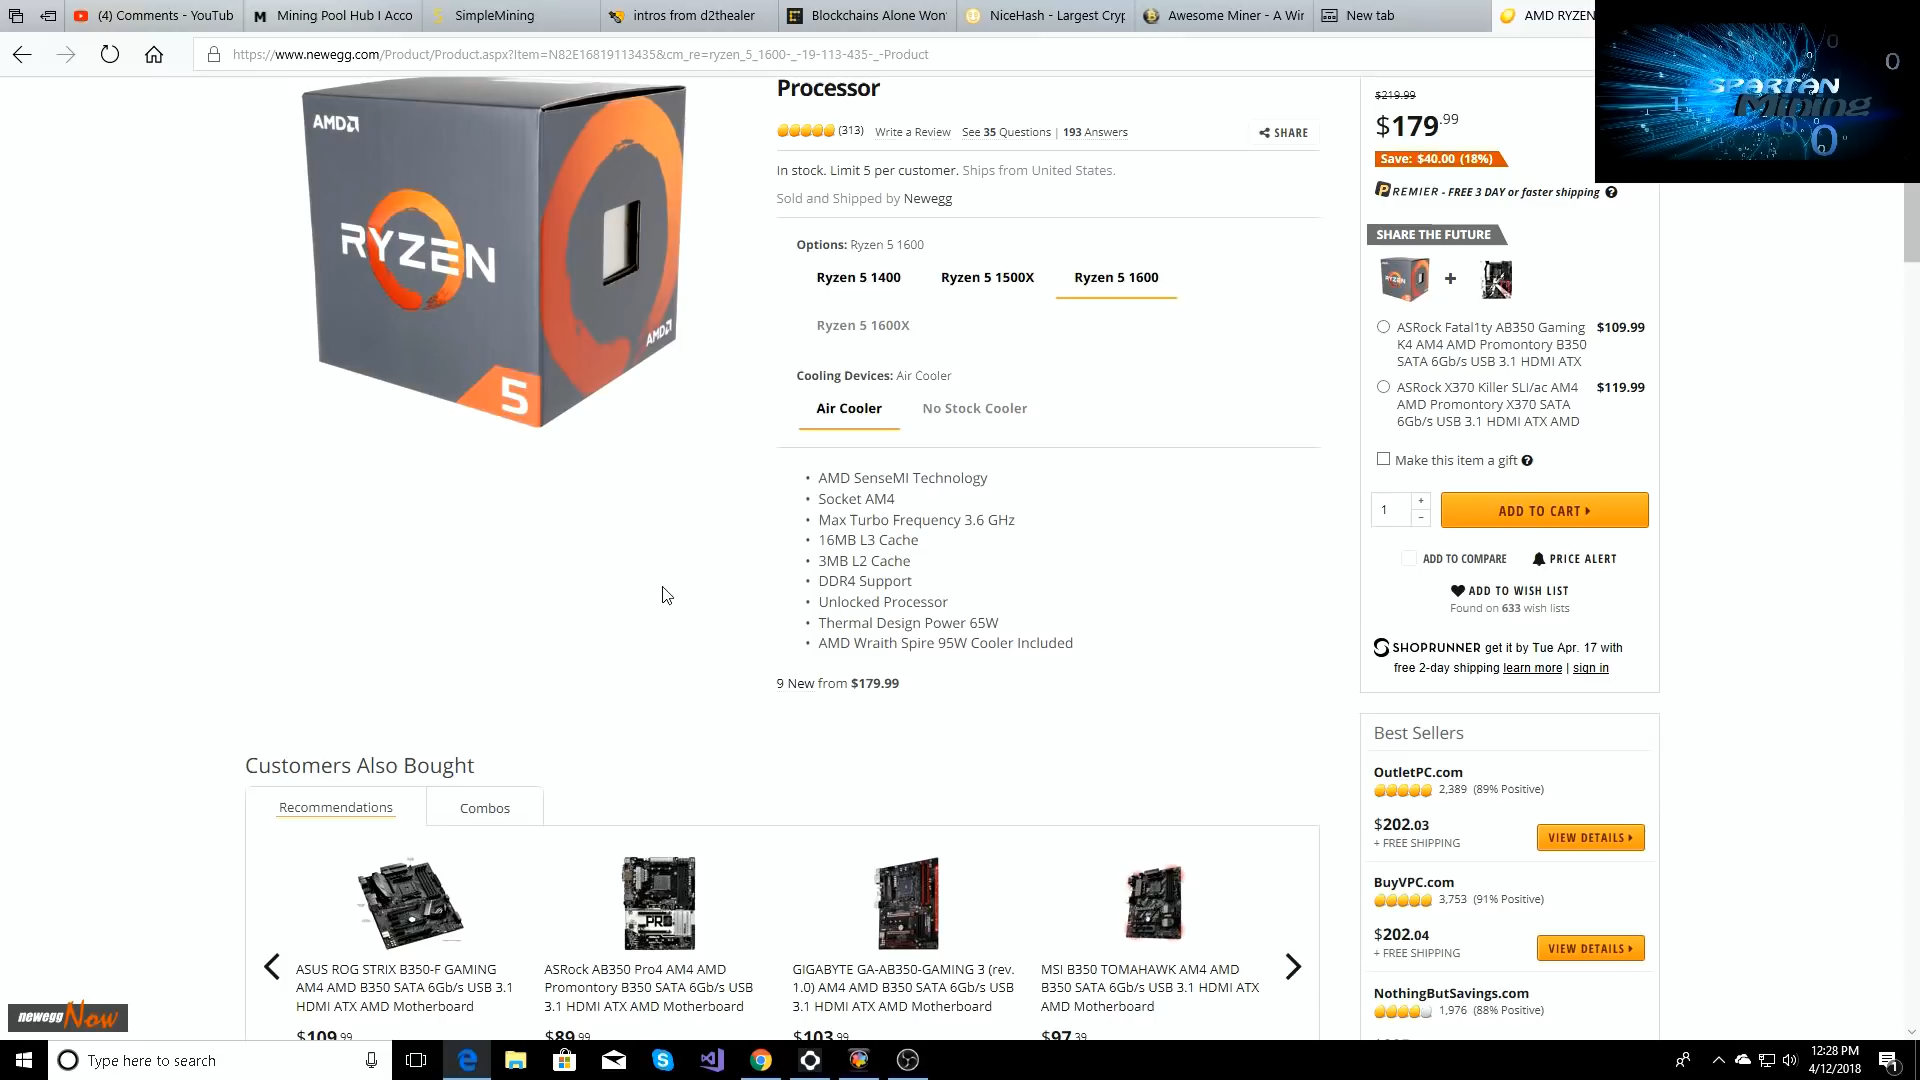 (4) Comments - YouTub
Mining Pool Hub I Acco
SimpleMining
intros from d2thealer
Blockchains Alone Won'
NiceHash - Largest Cryp
Awesome Miner - A Wir
New tab
AMD RYZEN
https://www.newegg.com/Product/Product.aspx?Item=N82E16819113435&cm_re=ryzen_5_1600-_-19-113-435-_-Product
SPARTAN
Mining
AMD
RYZEN
AMD
5
Processor
(313) Write a Review See 35 Questions | 193 Answers
SHARE
In stock. Limit 5 per customer. Ships from United States.
Sold and Shipped by Newegg
Options: Ryzen 5 1600
Ryzen 5 1400
Ryzen 5 1500X
Ryzen 5 1600
Ryzen 5 1600X
Cooling Devices: Air Cooler
Air Cooler
No Stock Cooler
• AMD SenseMI Technology
• Socket AM4
• Max Turbo Frequency 3.6 GHz
• 16MB L3 Cache
• 3MB L2 Cache
• DDR4 Support
• Unlocked Processor
• Thermal Design Power 65W
• AMD Wraith Spire 95W Cooler Included
9 New from $179.99
$219.99
$179.99
Save: $40.00 (18%)
PREMIER - FREE 3 DAY or faster shipping ?
SHARE THE FUTURE
RYZEN
+
ASRock Fatal1ty AB350 Gaming $109.99
K4 AM4 AMD Promontory B350
SATA 6Gb/s USB 3.1 HDMI ATX
ASRock X370 Killer SLI/ac AM4 $119.99
AMD Promontory X370 SATA
6Gb/s USB 3.1 HDMI ATX AMD
Make this item a gift ?
1
+
−
ADD TO CART
ADD TO COMPARE
PRICE ALERT
ADD TO WISH LIST
Found on 633 wish lists
SHOPRUNNER get it by Tue Apr. 17 with
free 2-day shipping learn more | sign in
Best Sellers
OutletPC.com
2,389 (89% Positive)
$202.03
+ FREE SHIPPING
VIEW DETAILS
BuyVPC.com
3,753 (91% Positive)
$202.04
+ FREE SHIPPING
VIEW DETAILS
NothingButSavings.com
1,976 (88% Positive)
Customers Also Bought
Recommendations
Combos
ASUS ROG STRIX B350-F GAMING
AM4 AMD B350 SATA 6Gb/s USB 3.1
HDMI ATX AMD Motherboard
$109.99
PRO
ASRock AB350 Pro4 AM4 AMD
Promontory B350 SATA 6Gb/s USB
3.1 HDMI ATX AMD Motherboard
$89.99
GIGABYTE GA-AB350-GAMING 3 (rev.
1.0) AM4 AMD B350 SATA 6Gb/s USB
3.1 HDMI ATX AMD Motherboard
$103.99
MSI B350 TOMAHAWK AM4 AMD
B350 SATA 6Gb/s USB 3.1 HDMI ATX
AMD Motherboard
$97.39
newegg Now
Type here to search
12:28 PM
4/12/2018
1